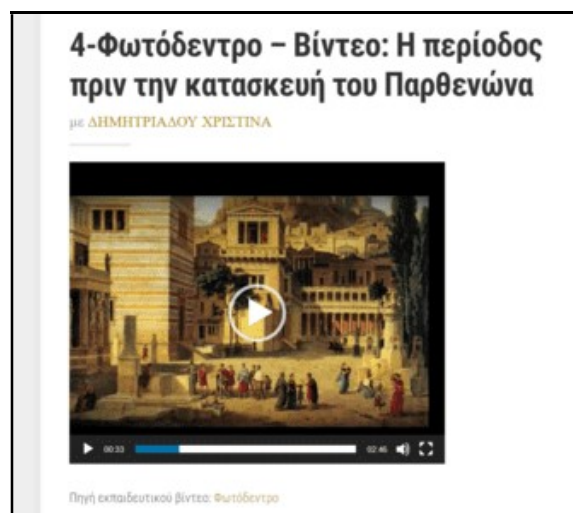 4-Φωτόδεντρο – Βίντεο: Η περίοδος
πριν την κατασκευή του Παρθενώνα
με ΔΗΜΗΤΡΙΑΔΟΥ ΧΡΙΣΤΙΝΑ
00:33 02:45
Πηγή εκπαιδευτικού βίντεο: Φωτόδεντρο